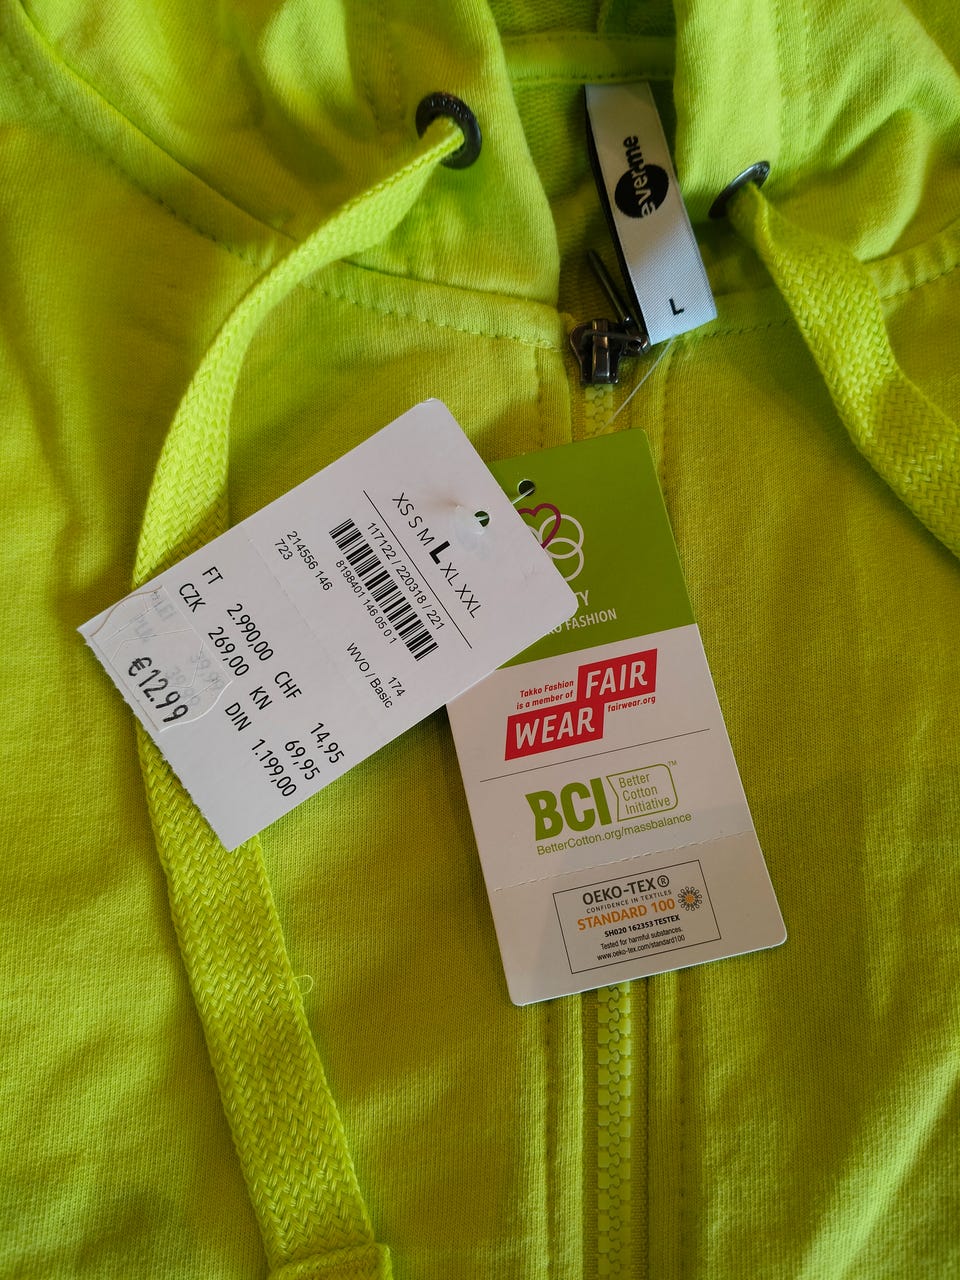 everme
L
XS S M L XL XXL
117122 / 220318 / 221
8198401 146 05 0 1
214556 146
723
174
WVO / Basic
FT 2.990,00 CHF 14,95
CZK 269,00 KN 69,95
DIN 1.199,00
€12.99
FASHION
Takko Fashion
is a member of
FAIR
WEAR
fairwear.org
BCI
Better
Cotton
Initiative
TM
BetterCotton.org/massbalance
OEKO-TEX®
CONFIDENCE IN TEXTILES
STANDARD 100
SH020 162353 TESTEX
Tested for harmful substances.
www.oeko-tex.com/standard100